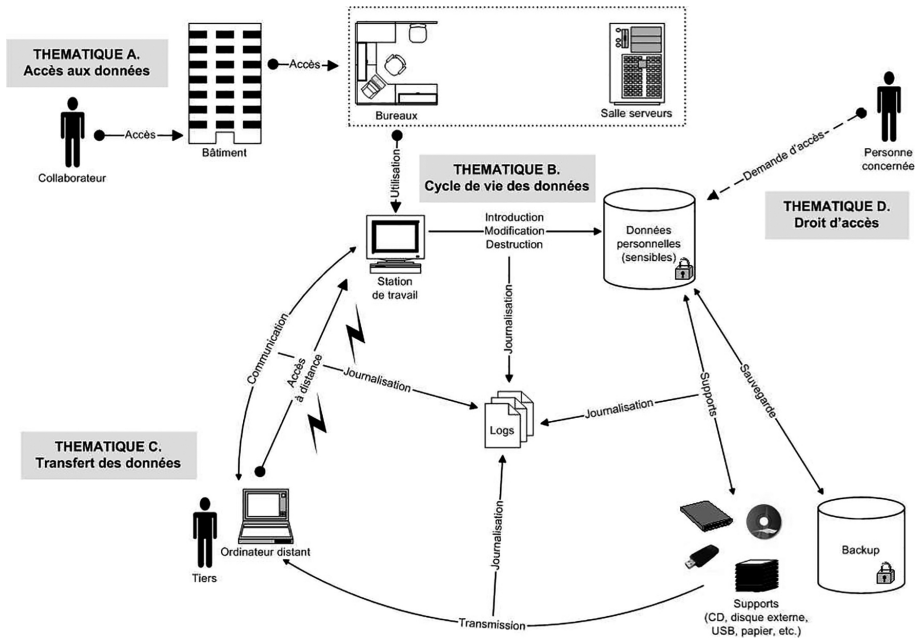 THEMATIQUE A.
Accès aux données
Collaborateur
Accès
Bâtiment
Accès
Bureaux
Salle serveurs
Personne
concernée
Demande d'accès
THEMATIQUE D.
Droit d'accès
Utilisation
THEMATIQUE B.
Cycle de vie des données
Introduction
Modification
Destruction
Données
personnelles
(sensibles)
Station
de travail
Communication
Accès
à distance
Journalisation
Journalisation
Journalisation
Logs
Supports
Sauvegarde
THEMATIQUE C.
Transfert des données
Tiers
Ordinateur distant
Journalisation
Transmission
Supports
(CD, disque externe,
USB, papier, etc.)
Backup